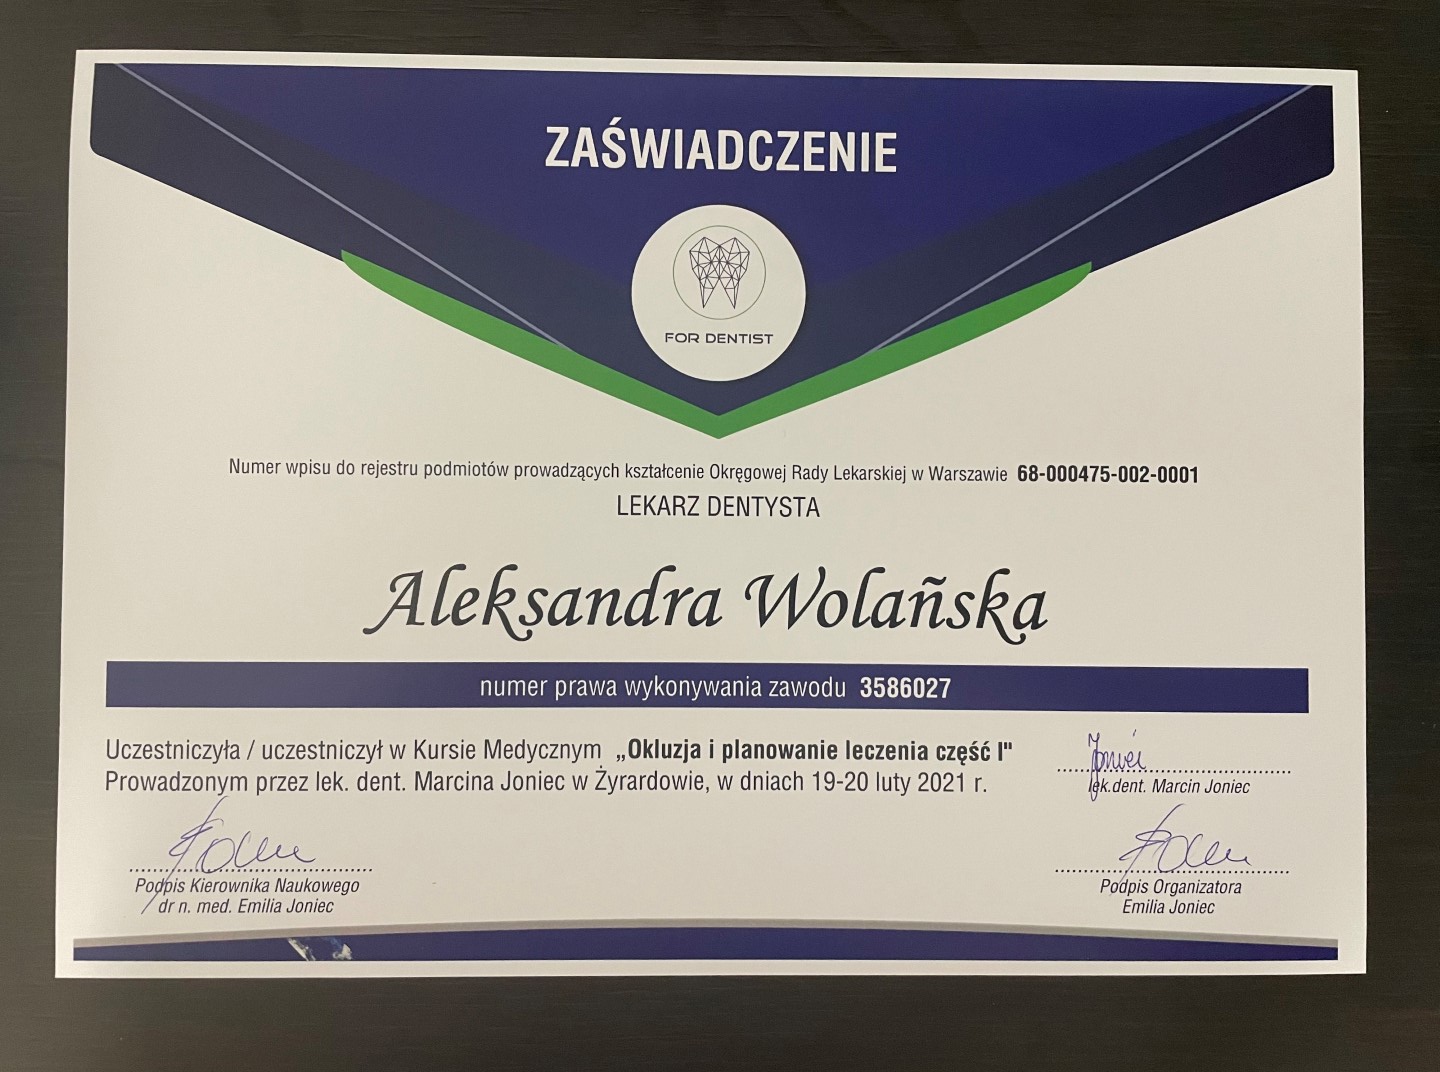 ZAŚWIADCZENIE
FOR DENTIST
Numer wpisu do rejestru podmiotów prowadzących kształcenie Okręgowej Rady Lekarskiej w Warszawie 68-000475-002-0001
LEKARZ DENTYSTA
Aleksandra Wolañska
numer prawa wykonywania zawodu 3586027
Uczestniczyła / uczestniczył w Kursie Medycznym „Okluzja i planowanie leczenia część I"
Prowadzonym przez lek. dent. Marcina Joniec w Żyrardowie, w dniach 19-20 luty 2021 r.
lek.dent. Marcin Joniec
Podpis Kierownika Naukowego
dr n. med. Emilia Joniec
Podpis Organizatora
Emilia Joniec